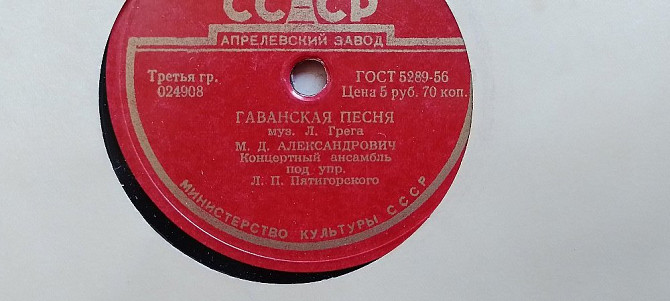 СССР
АПРЕЛЕВСКИЙ ЗАВОД
Третья гр. ГОСТ 5289-56
024908 Цена 5 руб. 70 коп.
ГАВАНСКАЯ ПЕСНЯ
муз. Л. Грега
М. Д. АЛЕКСАНДРОВИЧ
Концертный ансамбль
под упр.
Л. П. Пятигорского
МИНИСТЕРСТВО КУЛЬТУРЫ СССР